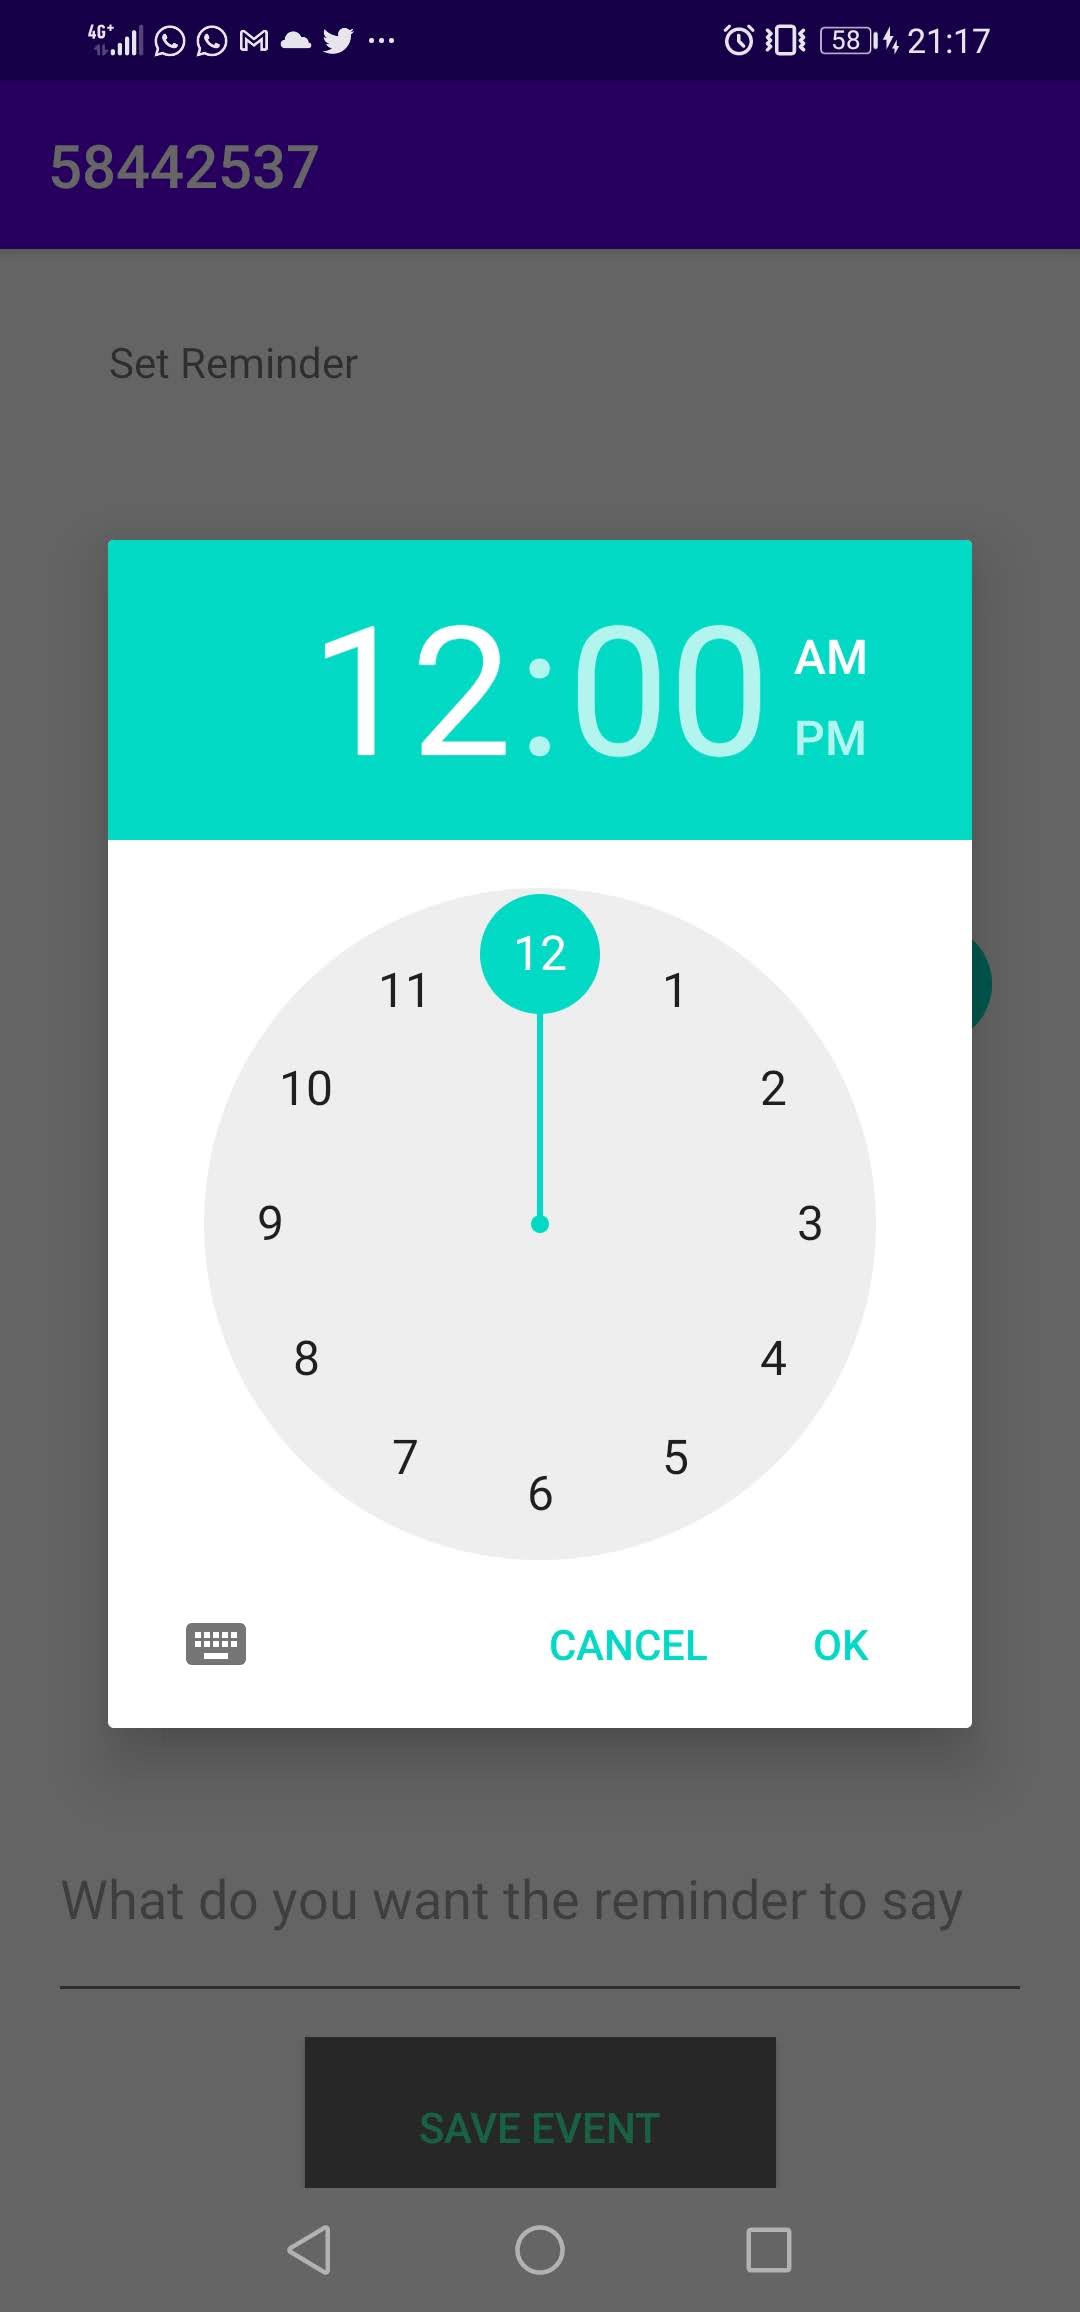 4G+ 58 21:17
58442537
Set Reminder
12:00 AM
PM
12
11 1
10 2
9 3
8 4
7 5
6
CANCEL OK
What do you want the reminder to say
SAVE EVENT